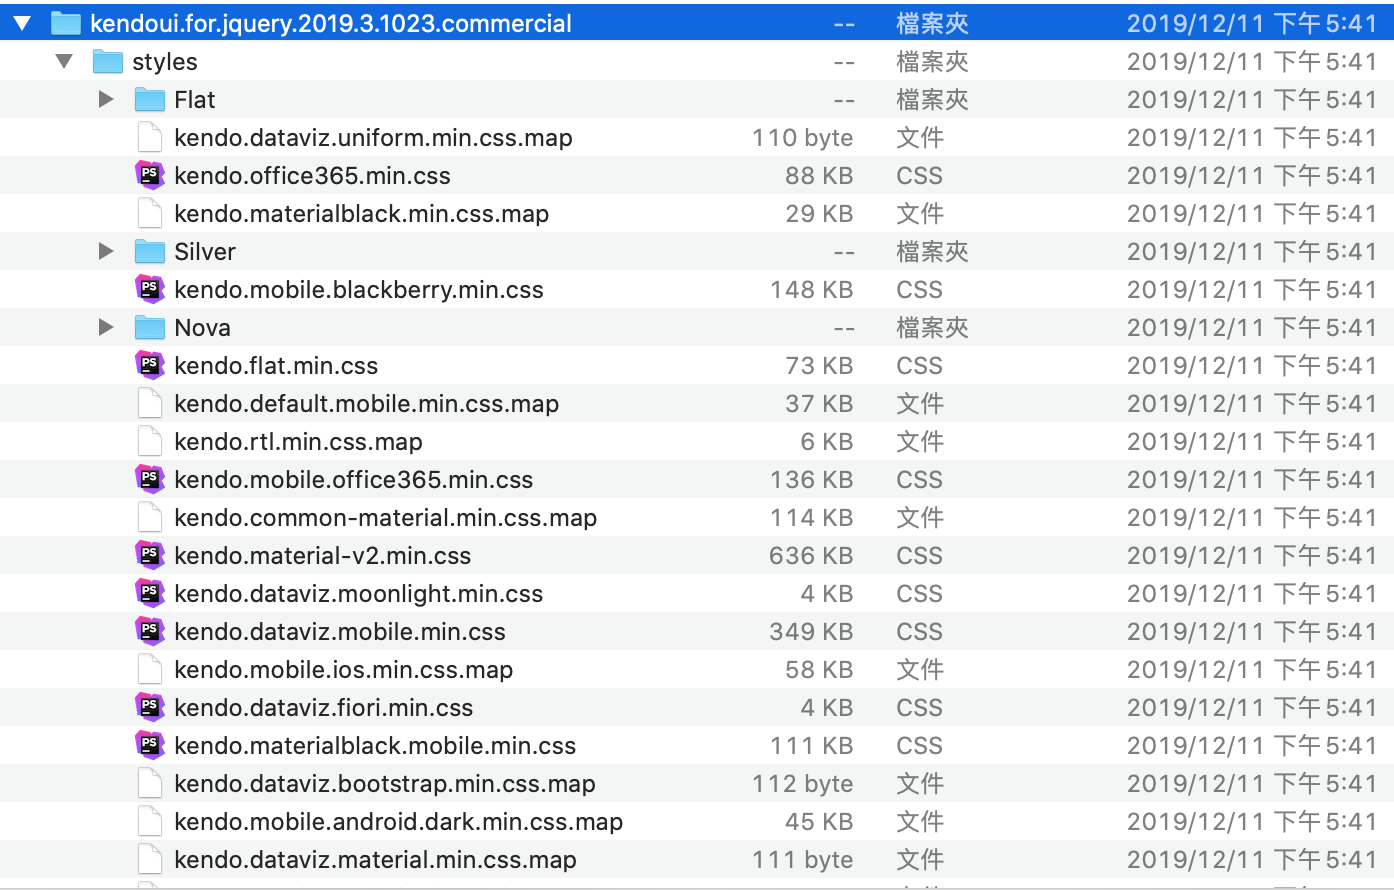 kendoui.for.jquery.2019.3.1023.commercial -- 檔案夾 2019/12/11 下午5:41
styles -- 檔案夾 2019/12/11 下午5:41
Flat -- 檔案夾 2019/12/11 下午5:41
kendo.dataviz.uniform.min.css.map 110 byte 文件 2019/12/11 下午5:41
PS kendo.office365.min.css 88 KB CSS 2019/12/11 下午5:41
kendo.materialblack.min.css.map 29 KB 文件 2019/12/11 下午5:41
Silver -- 檔案夾 2019/12/11 下午5:41
PS kendo.mobile.blackberry.min.css 148 KB CSS 2019/12/11 下午5:41
Nova -- 檔案夾 2019/12/11 下午5:41
PS kendo.flat.min.css 73 KB CSS 2019/12/11 下午5:41
kendo.default.mobile.min.css.map 37 KB 文件 2019/12/11 下午5:41
kendo.rtl.min.css.map 6 KB 文件 2019/12/11 下午5:41
PS kendo.mobile.office365.min.css 136 KB CSS 2019/12/11 下午5:41
kendo.common-material.min.css.map 114 KB 文件 2019/12/11 下午5:41
PS kendo.material-v2.min.css 636 KB CSS 2019/12/11 下午5:41
PS kendo.dataviz.moonlight.min.css 4 KB CSS 2019/12/11 下午5:41
PS kendo.dataviz.mobile.min.css 349 KB CSS 2019/12/11 下午5:41
kendo.mobile.ios.min.css.map 58 KB 文件 2019/12/11 下午5:41
PS kendo.dataviz.fiori.min.css 4 KB CSS 2019/12/11 下午5:41
PS kendo.materialblack.mobile.min.css 111 KB CSS 2019/12/11 下午5:41
kendo.dataviz.bootstrap.min.css.map 112 byte 文件 2019/12/11 下午5:41
kendo.mobile.android.dark.min.css.map 45 KB 文件 2019/12/11 下午5:41
kendo.dataviz.material.min.css.map 111 byte 文件 2019/12/11 下午5:41